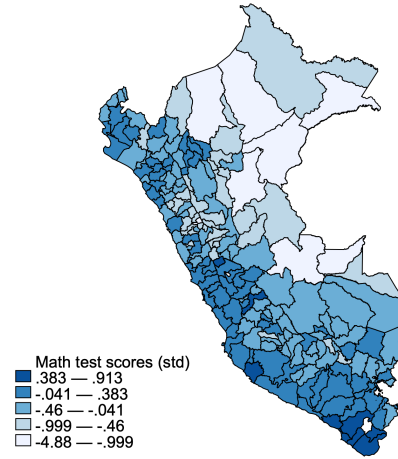 Math test scores (std)
.383 — .913
-.041 — .383
-.46 — -.041
-.999 — -.46
-4.88 — -.999